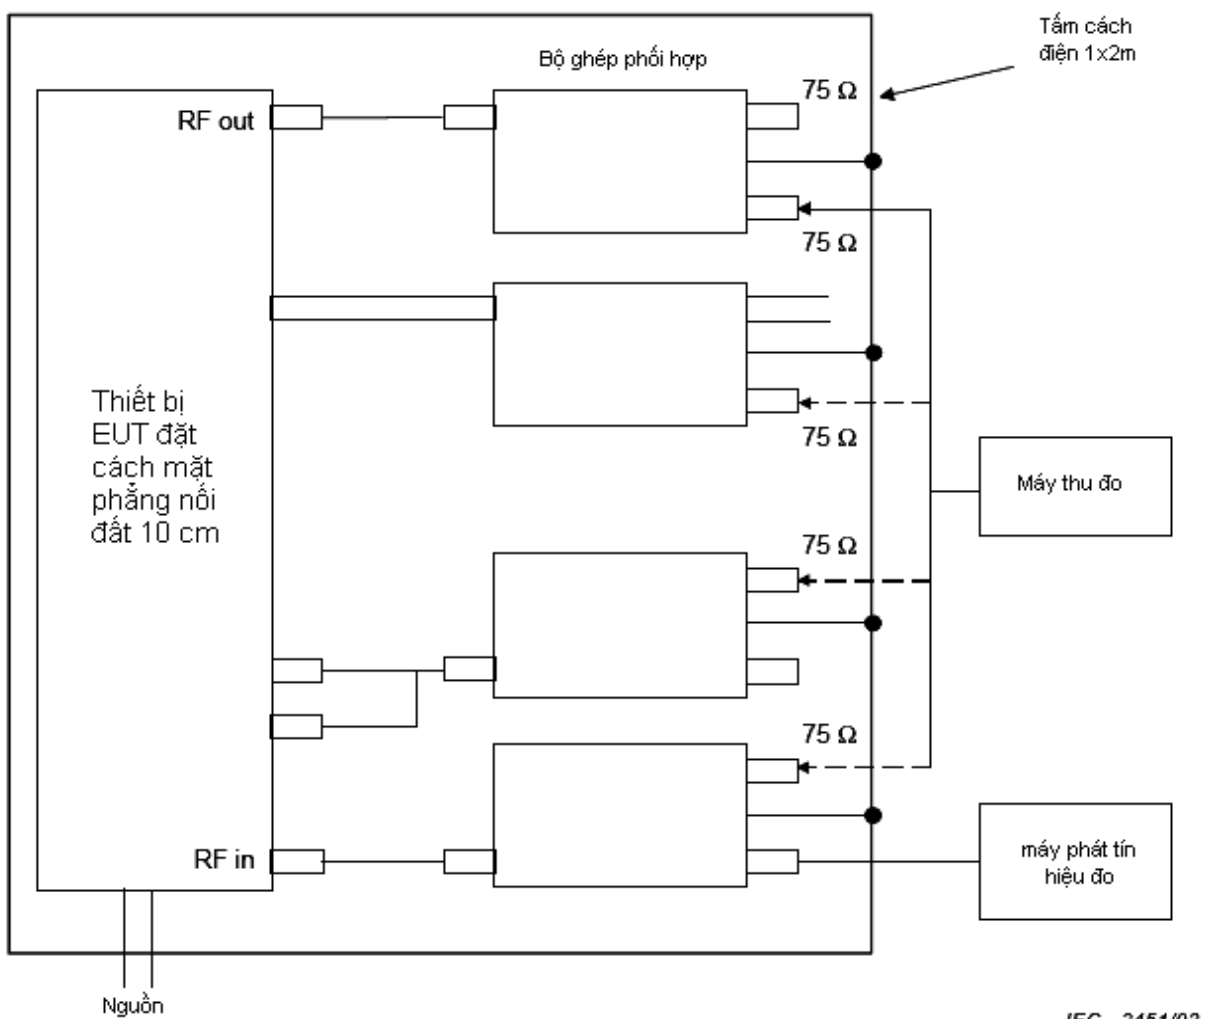 Tấm cách
điện 1x2m
Bộ ghép phối hợp
75 Ω
RF out
75 Ω
75 Ω
Thiết bị
EUT đặt
cách mặt
phẳng nối
đất 10 cm
Máy thu đo
75 Ω
75 Ω
RF in
máy phát tín
hiệu đo
Nguồn